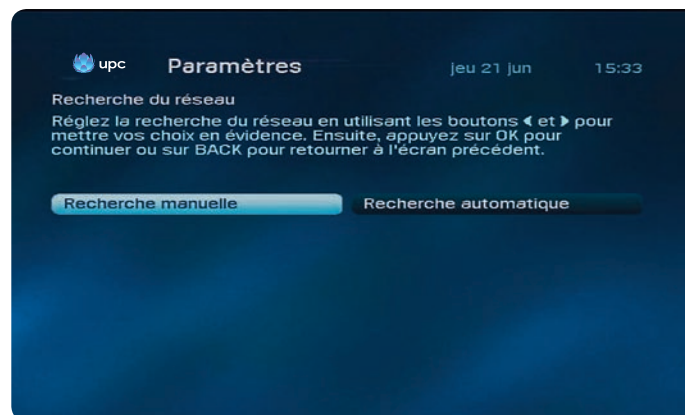 upc Paramètres jeu 21 jun 15:33
Recherche du réseau
Réglez la recherche du réseau en utilisant les boutons ◀ et ▶ pour
mettre vos choix en évidence. Ensuite, appuyez sur OK pour
continuer ou sur BACK pour retourner à l'écran précédent.
Recherche manuelle Recherche automatique